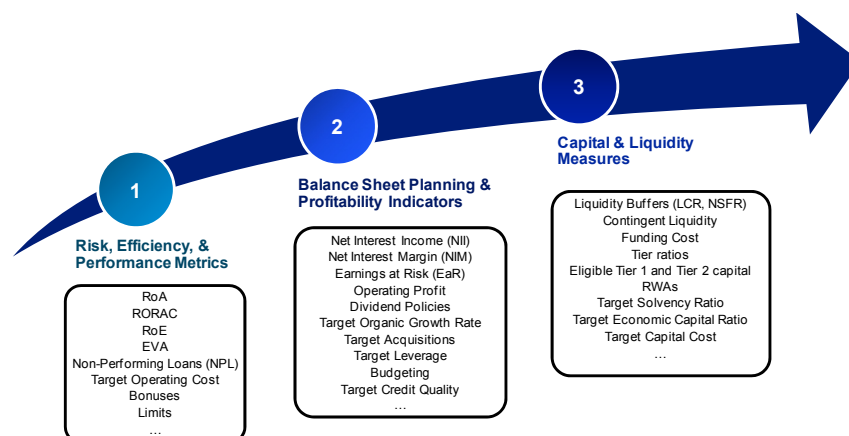 1
Risk, Efficiency, &
Performance Metrics
RoA
RORAC
RoE
EVA
Non-Performing Loans (NPL)
Target Operating Cost
Bonuses
Limits
...
2
Balance Sheet Planning &
Profitability Indicators
Net Interest Income (NII)
Net Interest Margin (NIM)
Earnings at Risk (EaR)
Operating Profit
Dividend Policies
Target Organic Growth Rate
Target Acquisitions
Target Leverage
Budgeting
Target Credit Quality
...
3
Capital & Liquidity
Measures
Liquidity Buffers (LCR, NSFR)
Contingent Liquidity
Funding Cost
Tier ratios
Eligible Tier 1 and Tier 2 capital
RWAs
Target Solvency Ratio
Target Economic Capital Ratio
Target Capital Cost
...